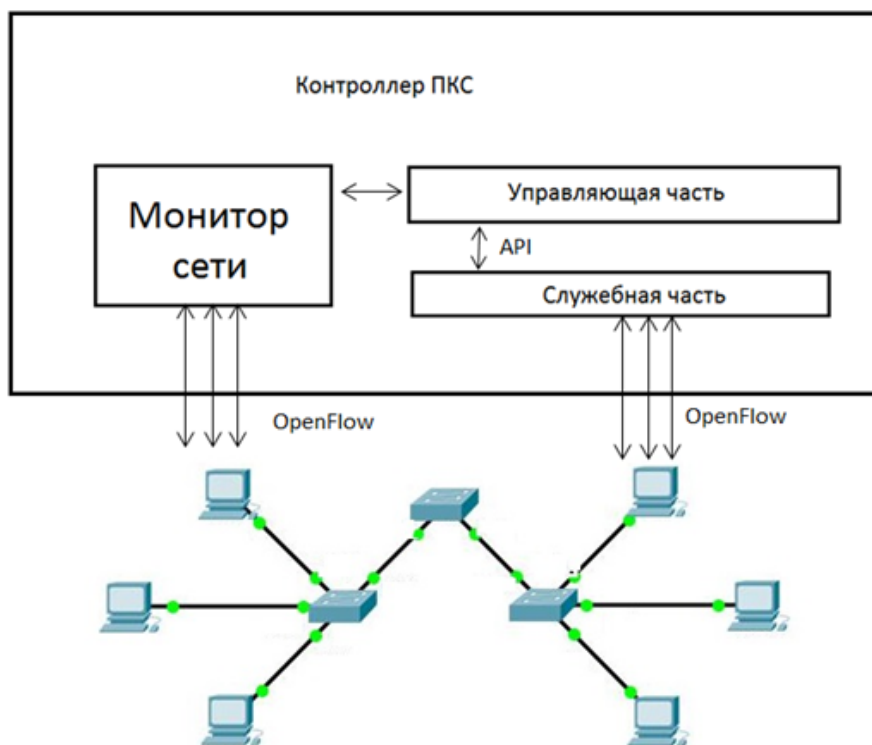 Контроллер ПКС
Монитор
сети
Управляющая часть
API
Служебная часть
OpenFlow
OpenFlow